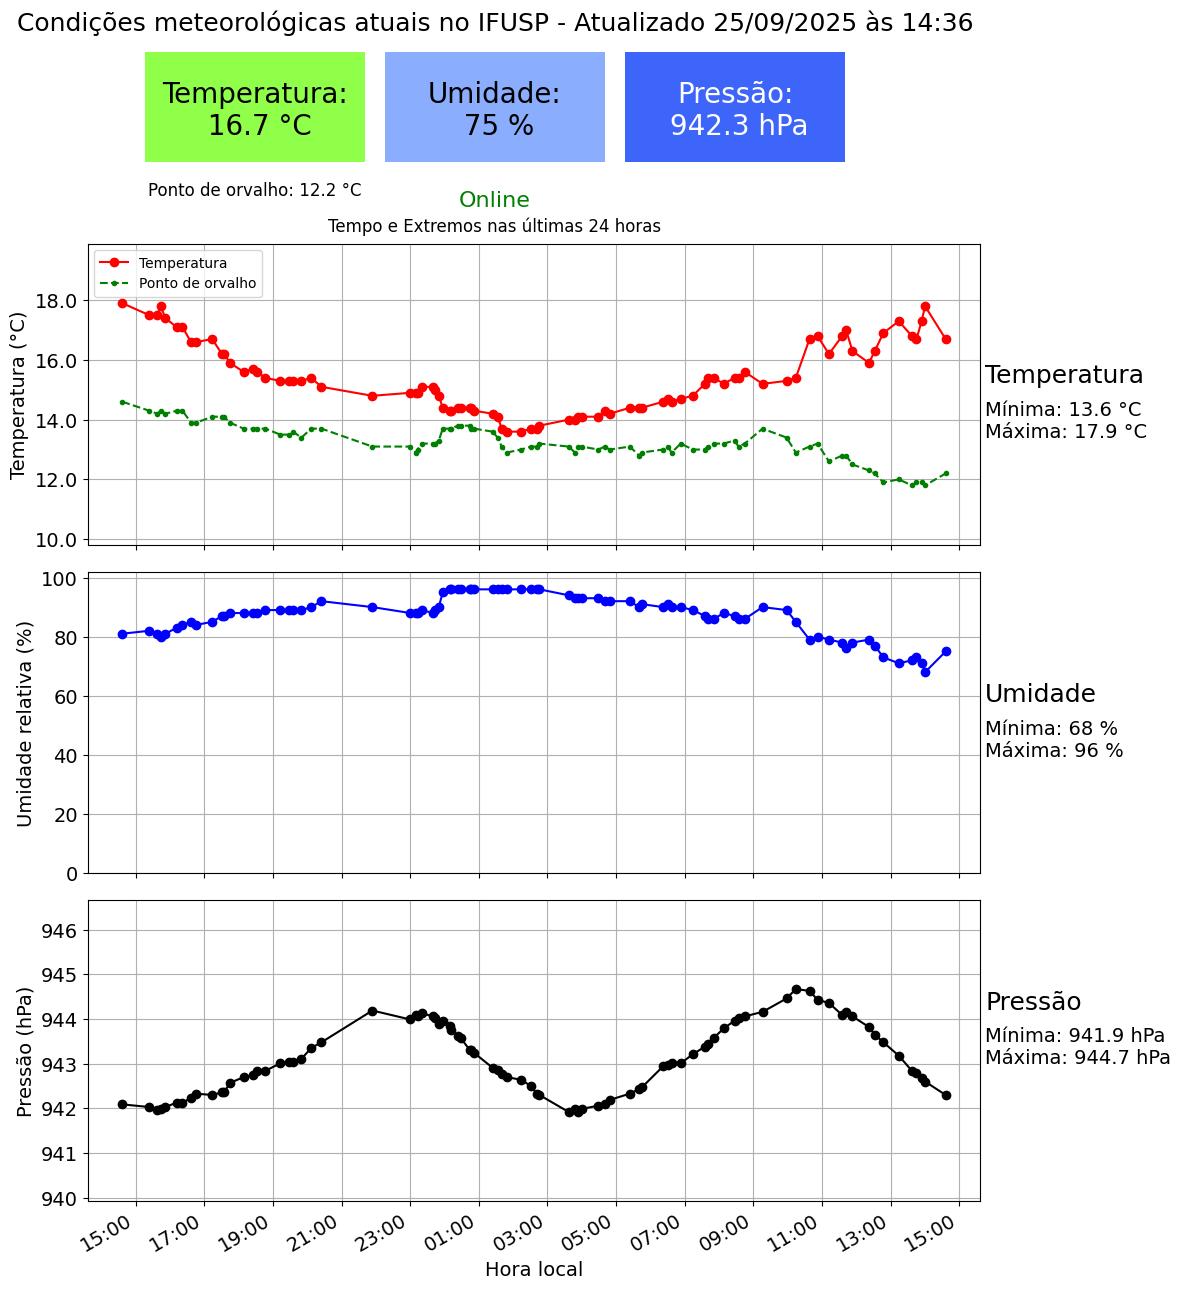 Condições meteorológicas atuais no IFUSP - Atualizado 25/09/2025 às 14:36
Temperatura:
16.7 °C
Umidade:
75 %
Pressão:
942.3 hPa
Ponto de orvalho: 12.2 °C
Online
Tempo e Extremos nas últimas 24 horas
Temperatura
Ponto de orvalho
Temperatura (°C)
18.0
16.0
14.0
12.0
10.0
Temperatura
Mínima: 13.6 °C
Máxima: 17.9 °C
Umidade relativa (%)
100
80
60
40
20
0
Umidade
Mínima: 68 %
Máxima: 96 %
Pressão (hPa)
946
945
944
943
942
941
940
Pressão
Mínima: 941.9 hPa
Máxima: 944.7 hPa
15:00 17:00 19:00 21:00 23:00 01:00 03:00 05:00 07:00 09:00 11:00 13:00 15:00
Hora local